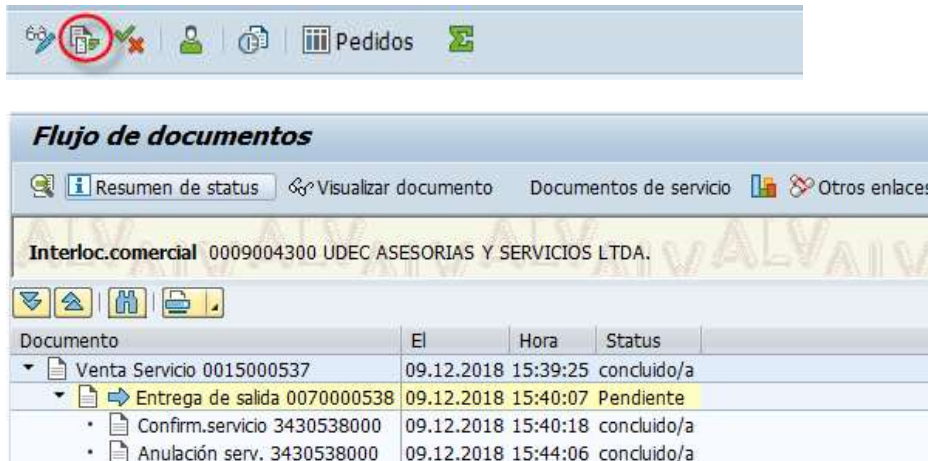 Pedidos
Flujo de documentos
Resumen de status Visualizar documento Documentos de servicio Otros enlaces
Interloc.comercial 0009004300 UDEC ASESORIAS Y SERVICIOS LTDA.
Documento El Hora Status
Venta Servicio 0015000537 09.12.2018 15:39:25 concluido/a
Entrega de salida 0070000538 09.12.2018 15:40:07 Pendiente
Confirm.servicio 3430538000 09.12.2018 15:40:18 concluido/a
Anulación serv. 3430538000 09.12.2018 15:44:06 concluido/a